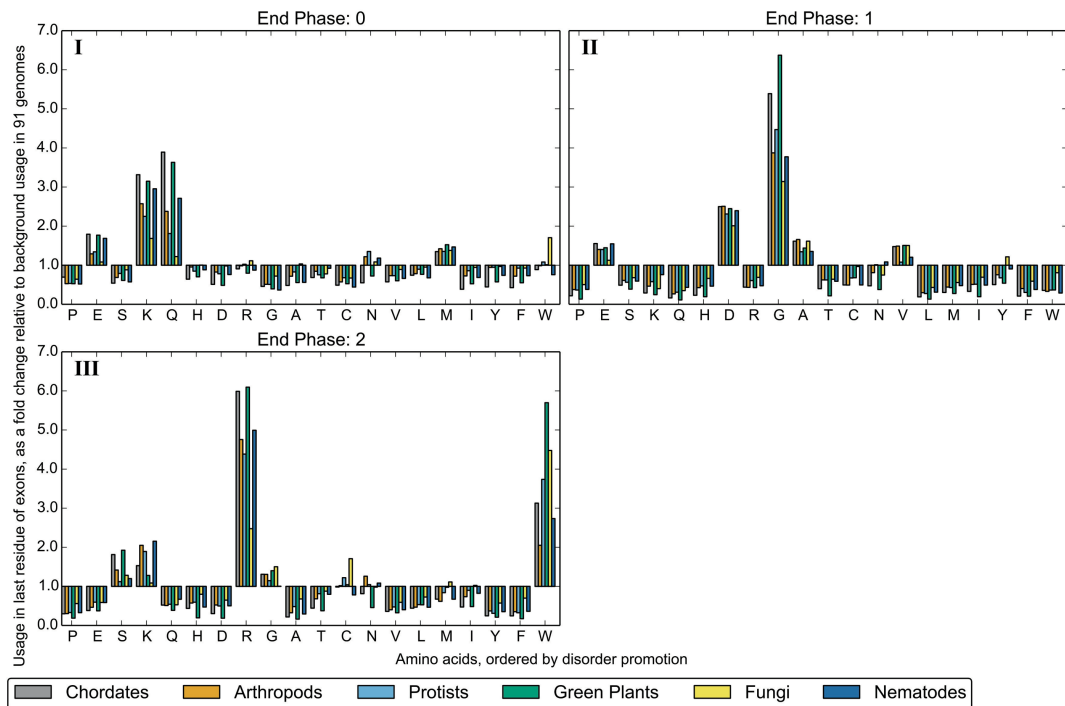 End Phase: 0
I
7.0
6.0
5.0
4.0
3.0
2.0
1.0
0.0
P E S K Q H D R G A T C N V L M I Y F W
End Phase: 1
II
P E S K Q H D R G A T C N V L M I Y F W
End Phase: 2
III
7.0
6.0
5.0
4.0
3.0
2.0
1.0
0.0
P E S K Q H D R G A T C N V L M I Y F W
Usage in last residue of exons, as a fold change relative to background usage in 91 genomes
Amino acids, ordered by disorder promotion
Chordates Arthropods Protists Green Plants Fungi Nematodes